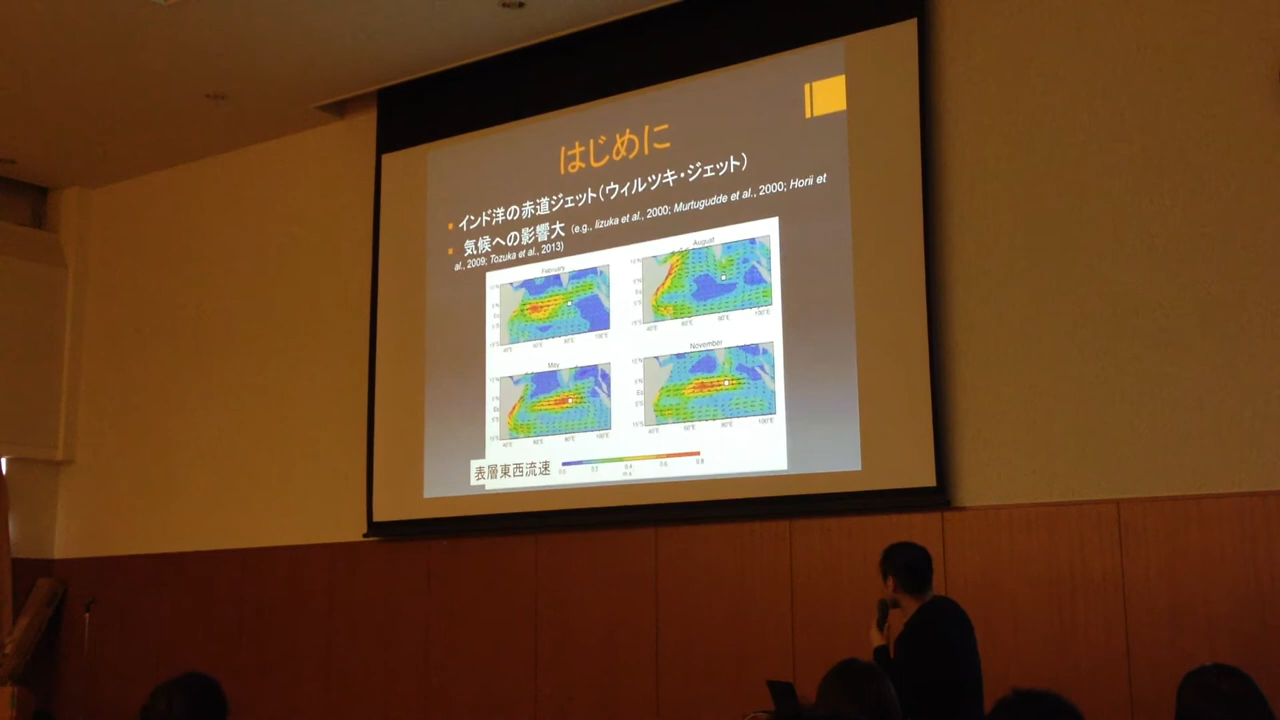 はじめに
インド洋の赤道ジェット（ウィルツキ・ジェット）
気候への影響大 (e.g., Iizuka et al., 2000; Murtugudde et al., 2000; Horii et
al., 2009; Tozuka et al., 2013)
February
August
May
November
表層東西流速